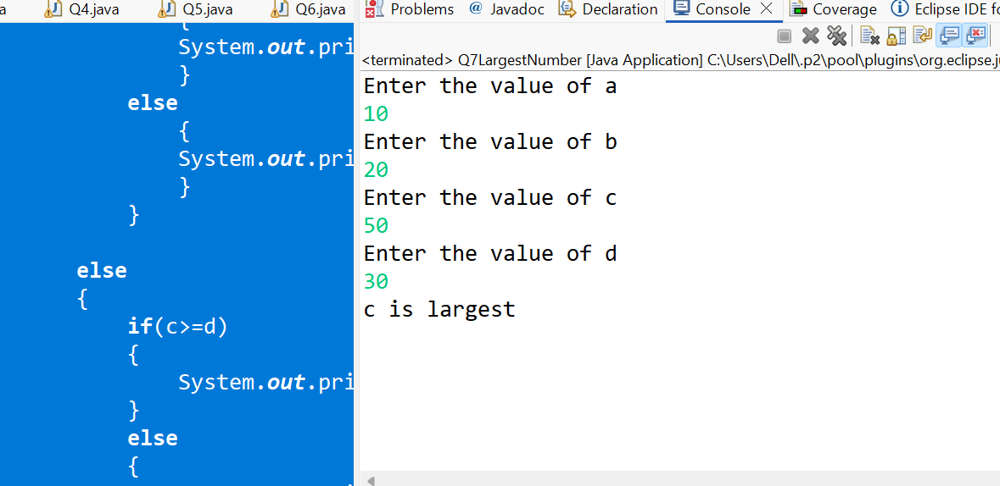 a Q4.java Q5.java Q6.java
{
System.out.pri
}
else
{
System.out.pri
}
}
else
{
if(c>=d)
{
System.out.pri
}
else
{
Problems @ Javadoc Declaration Console Coverage Eclipse IDE fo
<terminated> Q7LargestNumber [Java Application] C:\Users\Dell\.p2\pool\plugins\org.eclipse.ju
Enter the value of a
10
Enter the value of b
20
Enter the value of c
50
Enter the value of d
30
c is largest